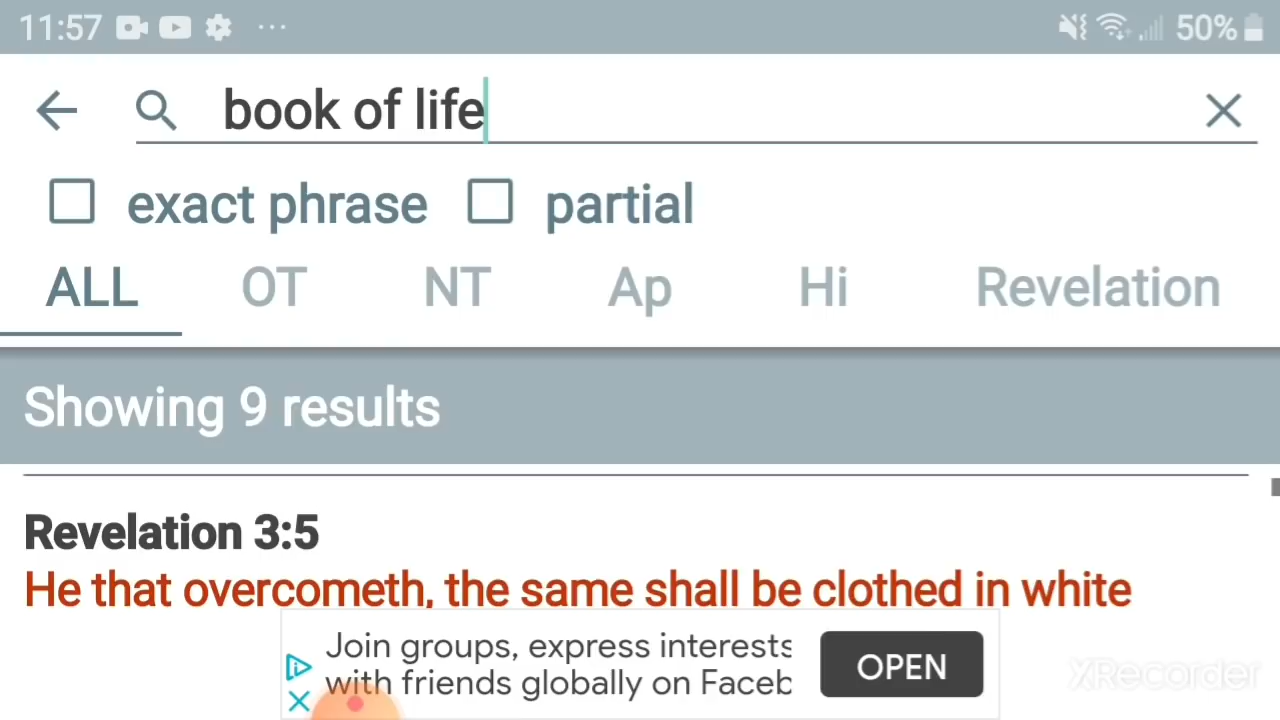 11:57 ... 50%
book of life
exact phrase partial
ALL OT NT Ap Hi Revelation
Showing 9 results
Revelation 3:5
He that overcometh, the same shall be clothed in white
Join groups, express interests
with friends globally on Faceb
OPEN
XRecorder